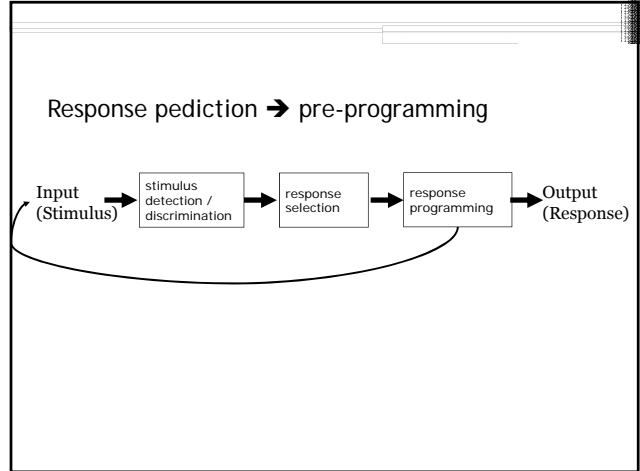 Response pediction ➔ pre-programming
Input
(Stimulus)
stimulus
detection /
discrimination
response
selection
response
programming
Output
(Response)